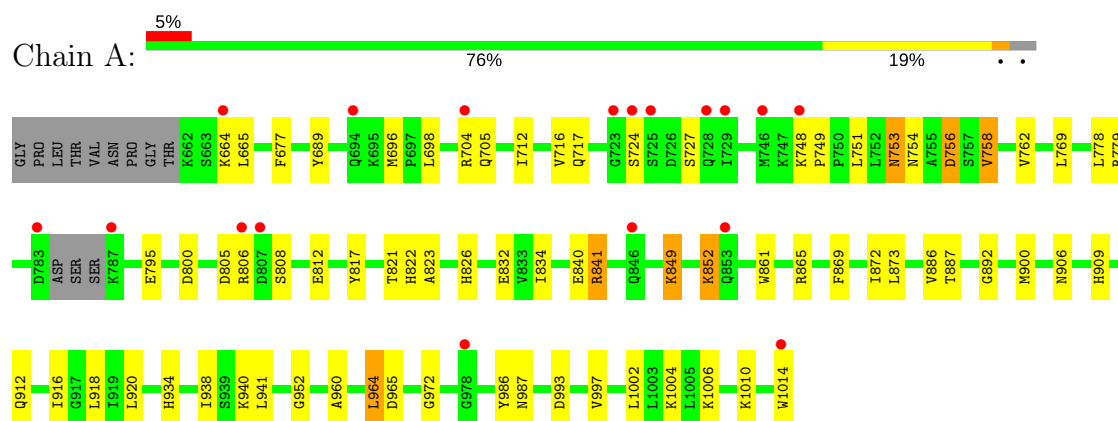 5%
Chain A:
76% 19% • •
GLY PRO LEU THR VAL ASN PRO GLY THR K662 S663 K664 L665 F677 Y689 Q694 K695 M696 P697 L698 R704 Q705 I712 V716 Q717 G723 S724 S725 D726 S727 Q728 I729 M746 K747 K748 P749 P750 L751 L752 N753 N754 A755 D756 S757 V758 V762 L769 L778
D783 ASP SER SER K787 E795 D800 D805 R806 D807 S808 E812 Y817 T821 H822 A823 H826 E832 V833 I834 E840 R841 Q846 K849 K852 Q853 W861 R865 F869 I872 L873 V886 T887 G892 M900 N906 H909
Q912 I916 G917 L918 I919 L920 H934 I938 S939 K940 L941 G952 A960 L964 D965 G972 G978 Y986 N987 D993 V997 L1002 L1003 K1004 L1005 K1006 K1010 W1014